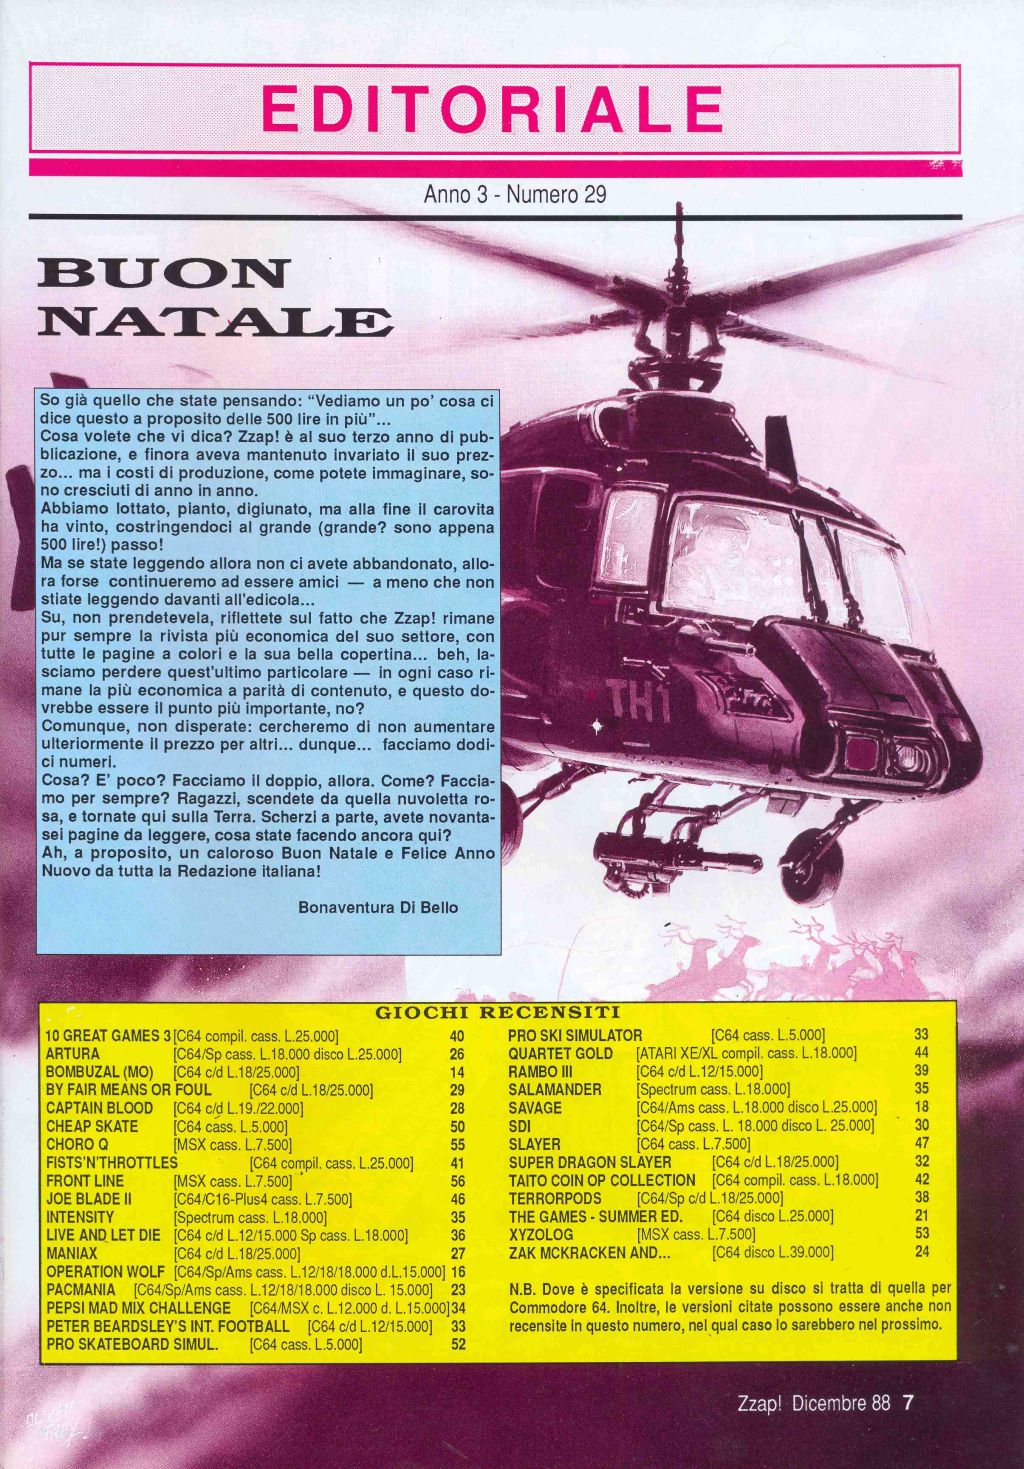 EDITORIALE
Anno 3 - Numero 29
BUON
NATALE
So già quello che state pensando: “Vediamo un po’ cosa ci
dice questo a proposito delle 500 lire in più”...
Cosa volete che vi dica? Zzap! è al suo terzo anno di pub-
blicazione, e finora aveva mantenuto invariato il suo prez-
zo... ma i costi di produzione, come potete immaginare, so-
no cresciuti di anno in anno.
Abbiamo lottato, pianto, digiunato, ma alla fine il carovita
ha vinto, costringendoci al grande (grande? sono appena
500 lire!) passo!
Ma se state leggendo allora non ci avete abbandonato, allo-
ra forse continueremo ad essere amici — a meno che non
stiate leggendo davanti all'edicola...
Su, non prendetevela, riflettete sul fatto che Zzap! rimane
pur sempre la rivista più economica del suo settore, con
tutte le pagine a colori e la sua bella copertina... beh, la-
sciamo perdere quest'ultimo particolare — in ogni caso ri-
mane la più economica a parità di contenuto, e questo do-
vrebbe essere il punto più importante, no?
Comunque, non disperate: cercheremo di non aumentare
ulteriormente il prezzo per altri... dunque... facciamo dodi-
ci numeri.
Cosa? E' poco? Facciamo il doppio, allora. Come? Faccia-
mo per sempre? Ragazzi, scendete da quella nuvoletta ro-
sa, e tornate qui sulla Terra. Scherzi a parte, avete novanta-
sei pagine da leggere, cosa state facendo ancora qui?
Ah, a proposito, un caloroso Buon Natale e Felice Anno
Nuovo da tutta la Redazione italiana!
Bonaventura Di Bello
TH1
GIOCHI RECENSITI
10 GREAT GAMES 3 [C64 compil. cass. L.25.000] 40
ARTURA [C64/Sp cass. L.18.000 disco L.25.000] 26
BOMBUZAL (MO) [C64 c/d L.18/25.000] 14
BY FAIR MEANS OR FOUL [C64 c/d L.18/25.000] 29
CAPTAIN BLOOD [C64 c/d L.19./22.000] 28
CHEAP SKATE [C64 cass. L.5.000] 50
CHORO Q [MSX cass. L.7.500] 55
FISTS'N'THROTTLES [C64 compil. cass. L.25.000] 41
FRONT LINE [MSX cass. L.7.500] 56
JOE BLADE II [C64/C16-Plus4 cass. L.7.500] 46
INTENSITY [Spectrum cass. L.18.000] 35
LIVE AND LET DIE [C64 c/d L.12/15.000 Sp cass. L.18.000] 36
MANIAX [C64 c/d L.18/25.000] 27
OPERATION WOLF [C64/Sp/Ams cass. L.12/18/18.000 d.L.15.000] 16
PACMANIA [C64/Sp/Ams cass. L.12/18/18.000 disco L. 15.000] 23
PEPSI MAD MIX CHALLENGE [C64/MSX c. L.12.000 d. L.15.000] 34
PETER BEARDSLEY'S INT. FOOTBALL [C64 c/d L.12/15.000] 33
PRO SKATEBOARD SIMUL. [C64 cass. L.5.000] 52
PRO SKI SIMULATOR [C64 cass. L.5.000] 33
QUARTET GOLD [ATARI XE/XL compil. cass. L.18.000] 44
RAMBO III [C64 c/d L.12/15.000] 39
SALAMANDER [Spectrum cass. L.18.000] 35
SAVAGE [C64/Ams cass. L.18.000 disco L.25.000] 18
SDI [C64/Sp cass. L. 18.000 disco L. 25.000] 30
SLAYER [C64 cass. L.7.500] 47
SUPER DRAGON SLAYER [C64 c/d L.18/25.000] 32
TAITO COIN OP COLLECTION [C64 compil. cass. L.18.000] 42
TERRORPODS [C64/Sp c/d L.18/25.000] 38
THE GAMES - SUMMER ED. [C64 disco L.25.000] 21
XYZOLOG [MSX cass. L.7.500] 53
ZAK MCKRACKEN AND... [C64 disco L.39.000] 24
N.B. Dove è specificata la versione su disco si tratta di quella per
Commodore 64. Inoltre, le versioni citate possono essere anche non
recensite in questo numero, nel qual caso lo sarebbero nel prossimo.
OLIVER
FREY
Zzap! Dicembre 88 7